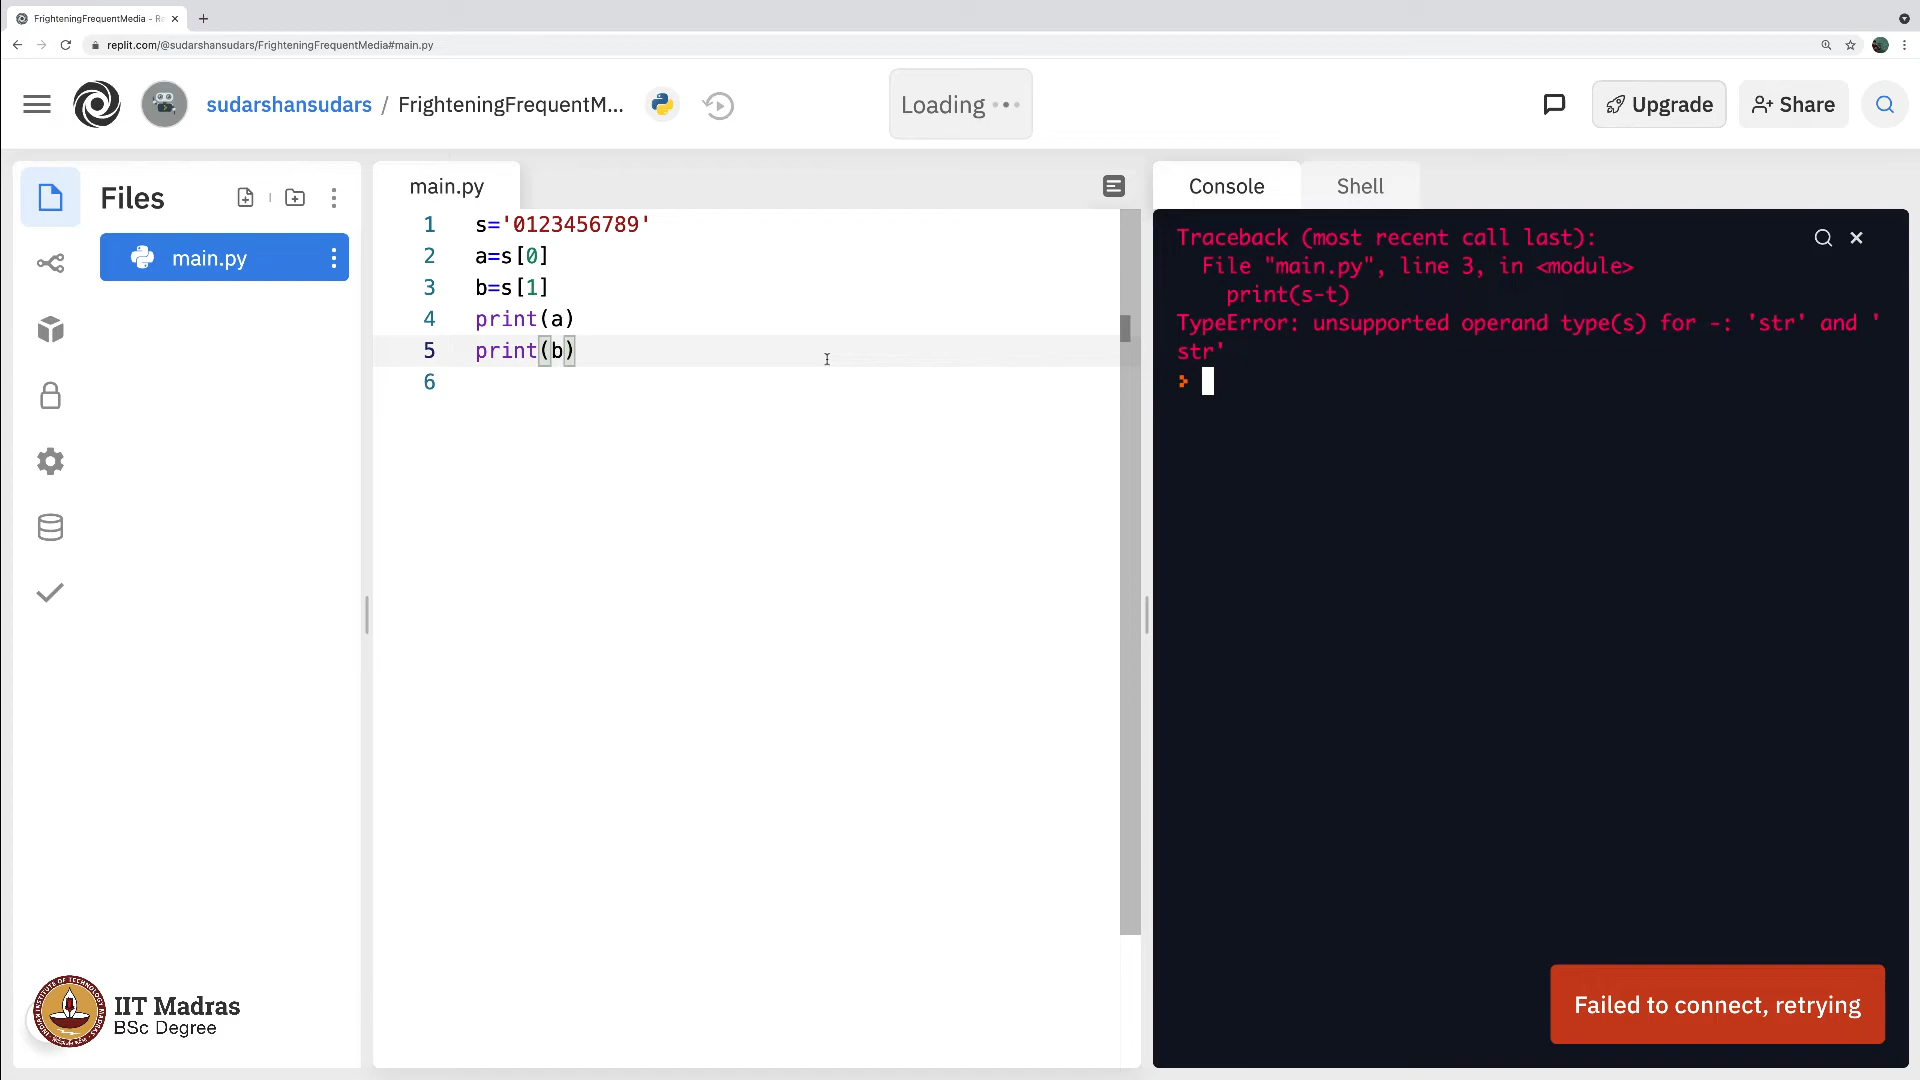 FrighteningFrequentMedia - Re
replit.com/@sudarshansudars/FrighteningFrequentMedia#main.py
sudarshansudars / FrighteningFrequentM...
Loading
Upgrade
Share
Files
main.py
main.py
1 s='0123456789'
2 a=s[0]
3 b=s[1]
4 print(a)
5 print(b)
6
Console
Shell
Traceback (most recent call last):
File "main.py", line 3, in <module>
print(s-t)
TypeError: unsupported operand type(s) for -: 'str' and '
str'
Failed to connect, retrying
IIT Madras
BSc Degree